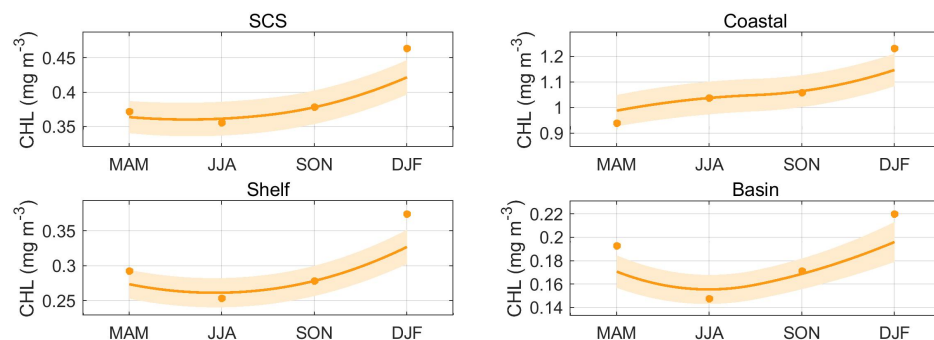 SCS
CHL (mg m-3)
0.45
0.4
0.35
MAM JJA SON DJF
Coastal
CHL (mg m-3)
1.2
1.1
1
0.9
MAM JJA SON DJF
Shelf
CHL (mg m-3)
0.35
0.3
0.25
MAM JJA SON DJF
Basin
CHL (mg m-3)
0.22
0.2
0.18
0.16
0.14
MAM JJA SON DJF